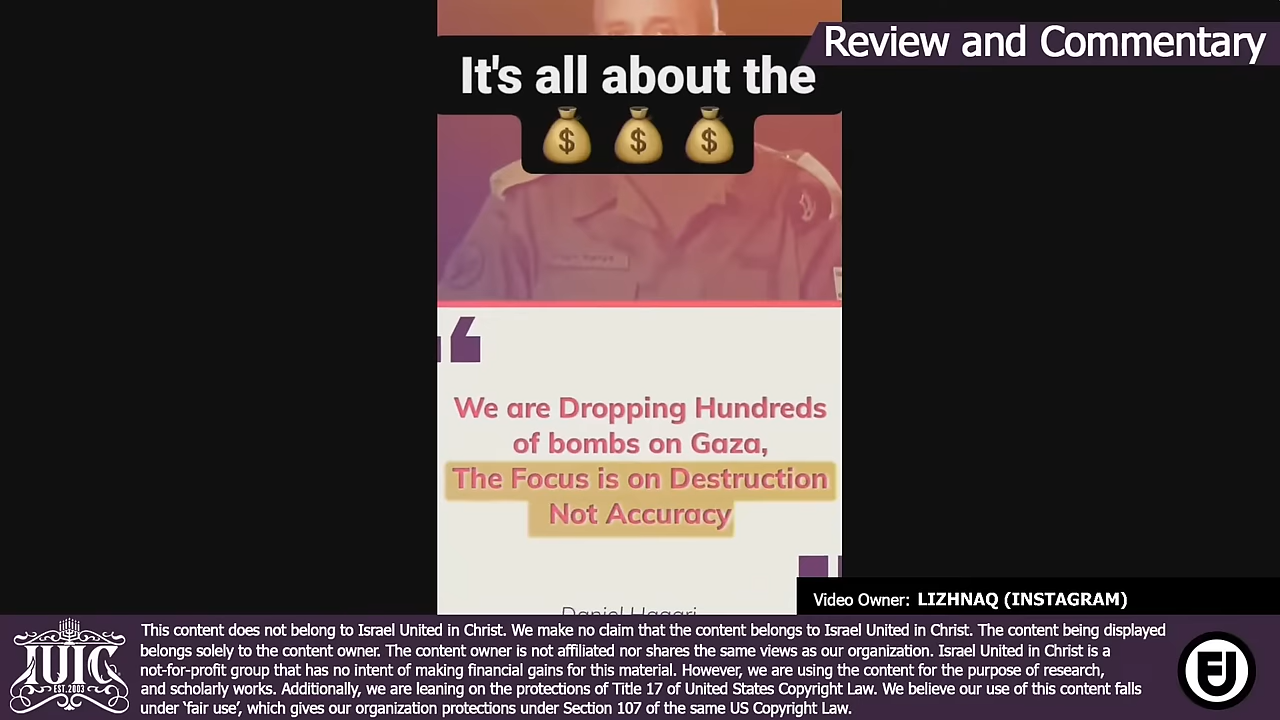 Review and Commentary
It's all about the
We are Dropping Hundreds
of bombs on Gaza,
The Focus is on Destruction
Not Accuracy
Daniel Hagari
Video Owner: LIZHNAQ (INSTAGRAM)
This content does not belong to Israel United in Christ. We make no claim that the content belongs to Israel United in Christ. The content being displayed
belongs solely to the content owner. The content owner is not affiliated nor shares the same views as our organization. Israel United in Christ is a
not-for-profit group that has no intent of making financial gains for this material. However, we are using the content for the purpose of research,
and scholarly works. Additionally, we are leaning on the protections of Title 17 of United States Copyright Law. We believe our use of this content falls
under 'fair use', which gives our organization protections under Section 107 of the same US Copyright Law.
IUIC
EST.2003